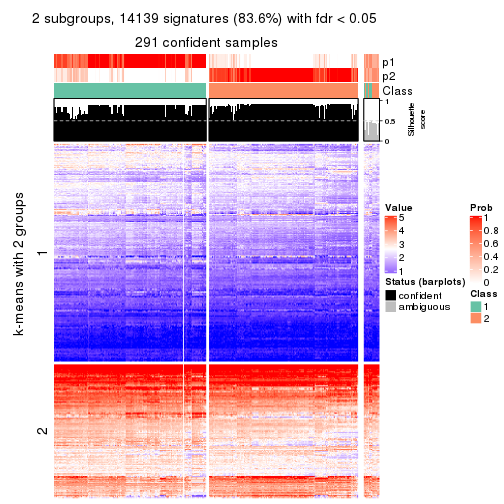 2 subgroups, 14139 signatures (83.6%) with fdr < 0.05
291 confident samples
p1
p2
Class
1
0.5
0
Silhouette
score
k-means with 2 groups
1
2
Value
5
4
3
2
1
Prob
1
0.8
0.6
0.4
0.2
0
Status (barplots)
confident
ambiguous
Class
1
2